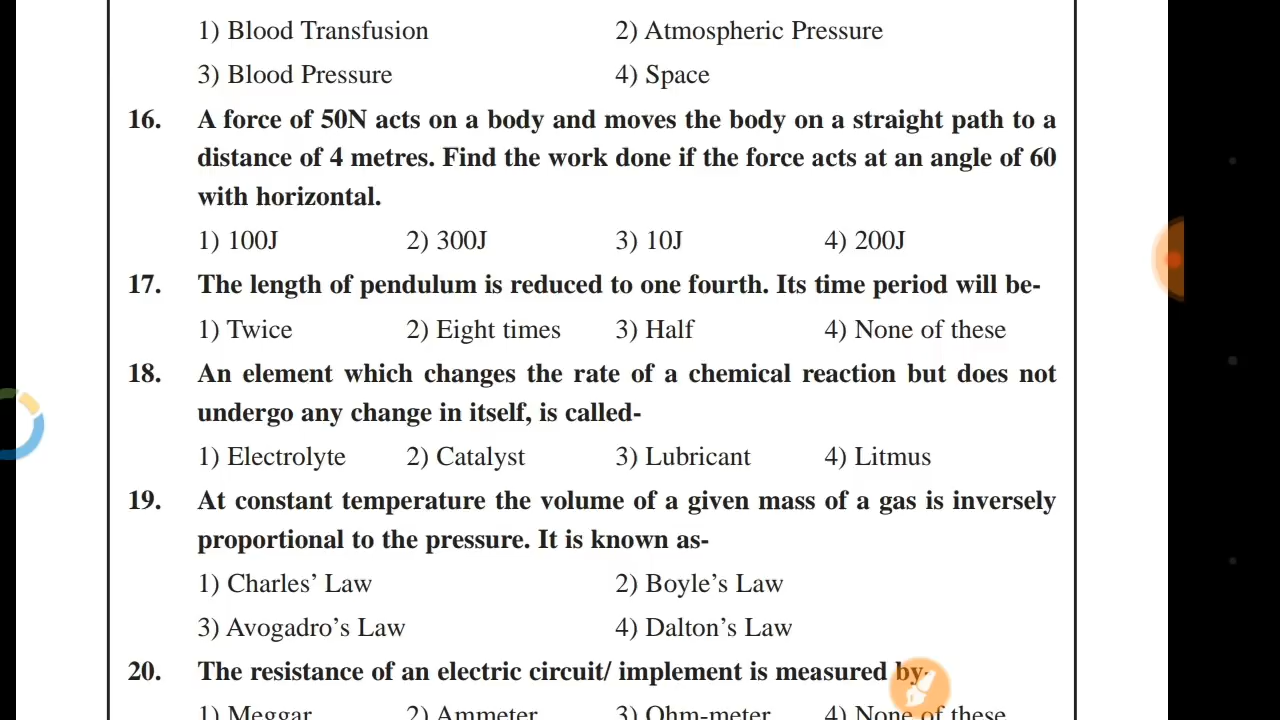 1) Blood Transfusion 2) Atmospheric Pressure
3) Blood Pressure 4) Space
16. A force of 50N acts on a body and moves the body on a straight path to a
distance of 4 metres. Find the work done if the force acts at an angle of 60
with horizontal.
1) 100J 2) 300J 3) 10J 4) 200J
17. The length of pendulum is reduced to one fourth. Its time period will be-
1) Twice 2) Eight times 3) Half 4) None of these
18. An element which changes the rate of a chemical reaction but does not
undergo any change in itself, is called-
1) Electrolyte 2) Catalyst 3) Lubricant 4) Litmus
19. At constant temperature the volume of a given mass of a gas is inversely
proportional to the pressure. It is known as-
1) Charles’ Law 2) Boyle’s Law
3) Avogadro’s Law 4) Dalton’s Law
20. The resistance of an electric circuit/ implement is measured by-
1) Meggar 2) Ammeter 3) Ohm-meter 4) None of these